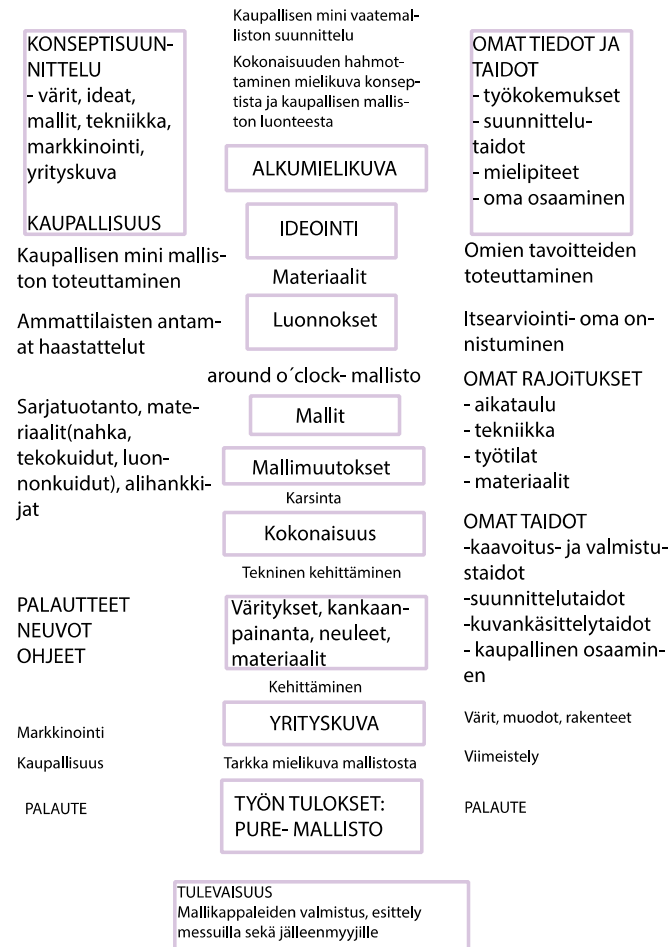 Kaupallisen mini vaatemal-
liston suunnittelu
Kokonaisuuden hahmot-
taminen mielikuva konsep-
tista ja kaupallisen mallis-
ton luonteesta
KONSEPTISUUN-
NITTELU
- värit, ideat,
mallit, tekniikka,
markkinointi,
yrityskuva
KAUPALLISUUS
Kaupallisen mini mallis-
ton toteuttaminen
Ammattilaisten antam-
at haastattelut
Sarjatuotanto, mate-
riaalit(nahka,
tekokuidut, luon-
nonkuidut), alihankki-
jat
PALAUTTEET
NEUVOT
OHJEET
Markkinointi
Kaupallisuus
PALAUTE
ALKUMIELIKUVA
IDEOINTI
Materiaalit
Luonnokset
around o´clock- mallisto
Mallit
Mallimuutokset
Karsinta
Kokonaisuus
Tekninen kehittäminen
Väritykset, kankaan-
painanta, neuleet,
materiaalit
Kehittäminen
YRITYSKUVA
Tarkka mielikuva mallistosta
TYÖN TULOKSET:
PURE- MALLISTO
OMAT TIEDOT JA
TAIDOT
- työkokemukset
- suunnittelu-
taidot
- mielipiteet
- oma osaaminen
Omien tavoitteiden
toteuttaminen
Itsearviointi- oma on-
nistuminen
OMAT RAJOiTUKSET
- aikataulu
- tekniikka
- työtilat
- materiaalit
OMAT TAIDOT
-kaavoitus- ja valmistu-
staidot
-suunnittelutaidot
-kuvankäsittelytaidot
- kaupallinen osaamin-
en
Värit, muodot, rakenteet
Viimeistely
PALAUTE
TULEVAISUUS
Mallikappaleiden valmistus, esittely
messuilla sekä jälleenmyyjille